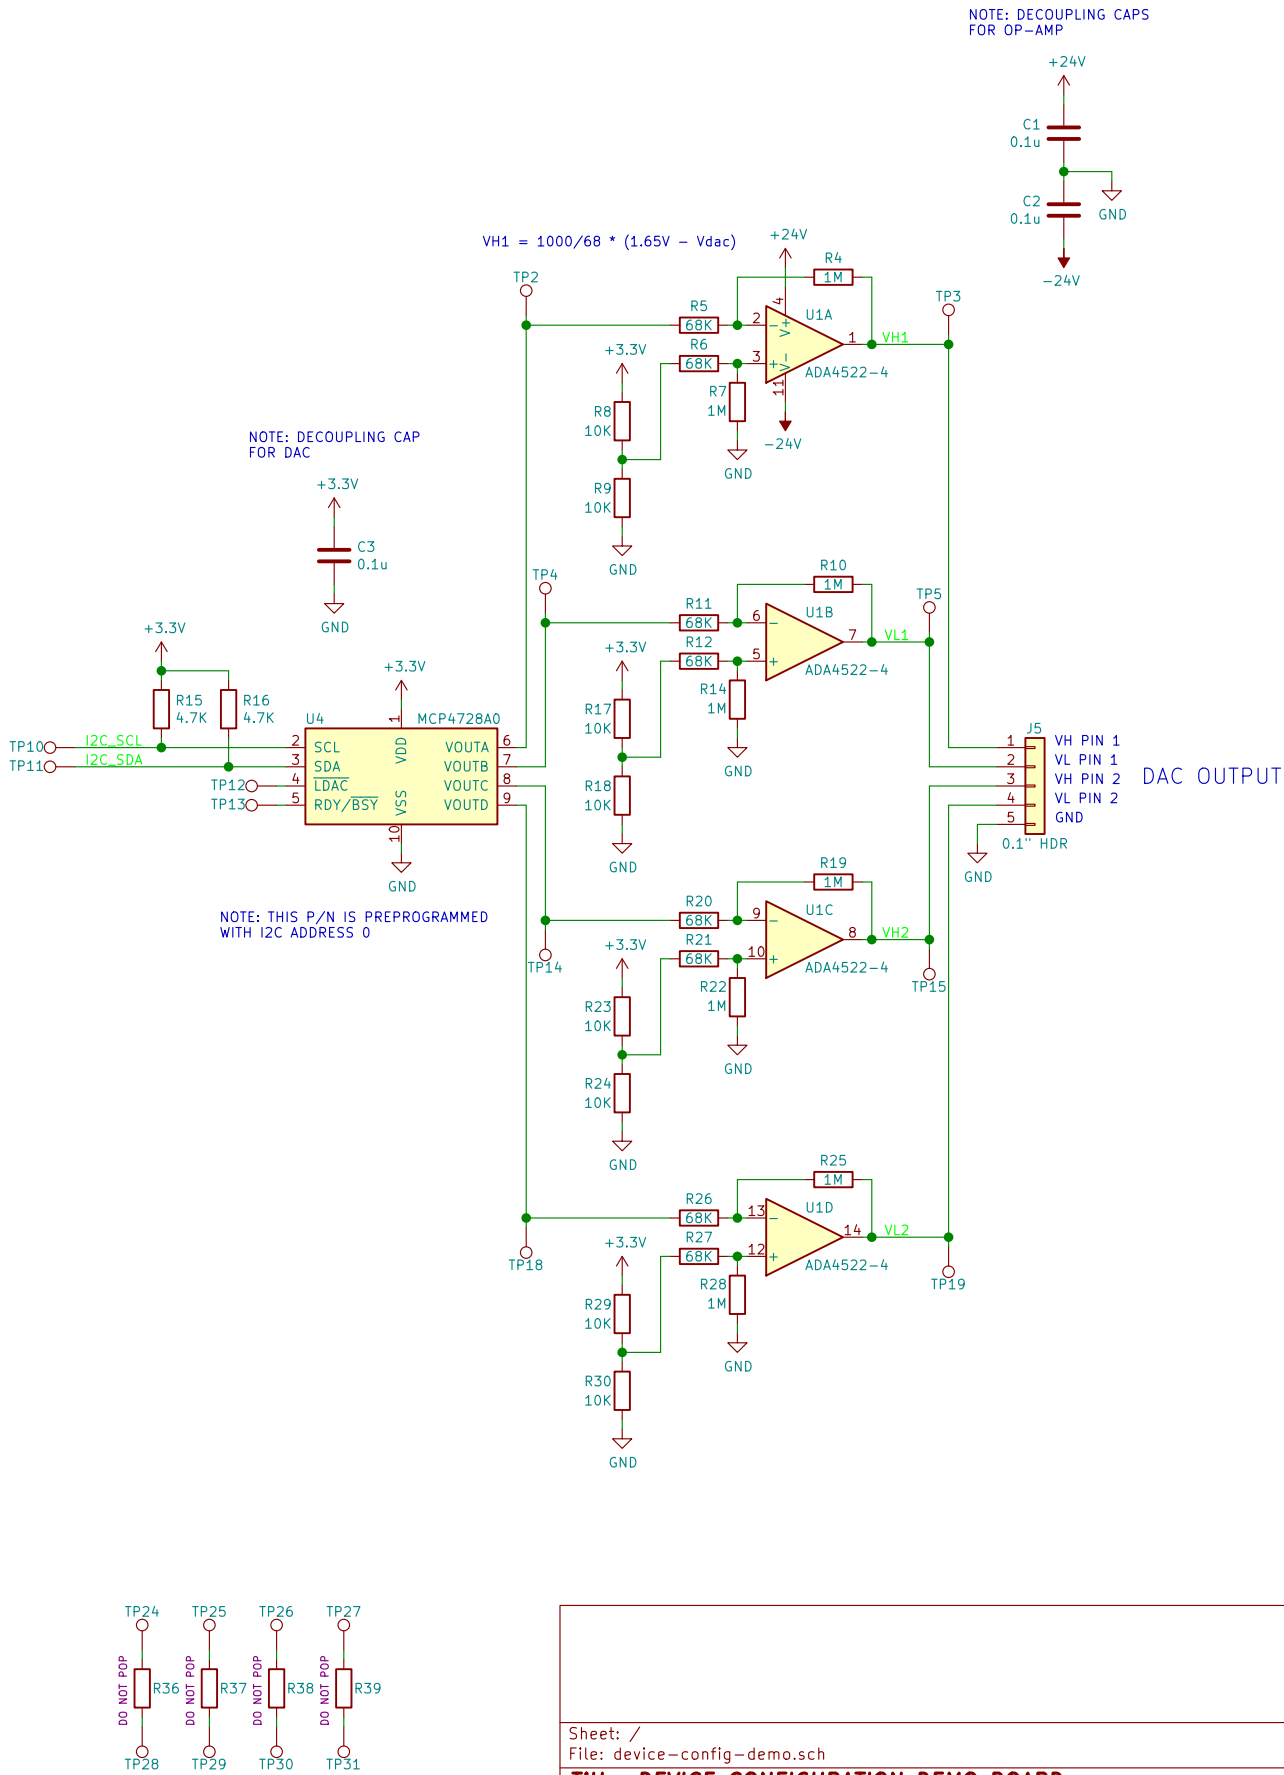 NOTE: DECOUPLING CAPS
FOR OP-AMP
+24V
C1
0.1u
GND
C2
0.1u
-24V
VH1 = 1000/68 * (1.65V - Vdac)
+24V
TP2
R4
1M
TP3
R5
68K
2
4
V+
U1A
1
VH1
R6
68K
3
V-
11
ADA4522-4
+3.3V
R7
1M
-24V
GND
R8
10K
R9
10K
GND
NOTE: DECOUPLING CAP
FOR DAC
+3.3V
C3
0.1u
GND
TP4
R10
1M
TP5
R11
68K
6
U1B
7
VL1
R12
68K
5
ADA4522-4
+3.3V
R14
1M
GND
R17
10K
R18
10K
GND
+3.3V
R15
4.7K
R16
4.7K
+3.3V
U4
MCP4728A0
TP10
I2C_SCL
2
SCL
TP11
I2C_SDA
3
SDA
TP12
4
LDAC
TP13
5
RDY/BSY
1
VDD
VSS
10
GND
VOUTA
6
VOUTB
7
VOUTC
8
VOUTD
9
NOTE: THIS P/N IS PREPROGRAMMED
WITH I2C ADDRESS 0
J5
1
VH PIN 1
2
VL PIN 1
3
VH PIN 2
4
VL PIN 2
5
GND
DAC OUTPUT
0.1" HDR
GND
R19
1M
R20
68K
9
U1C
8
VH2
R21
68K
10
ADA4522-4
TP14
TP15
+3.3V
R22
1M
GND
R23
10K
R24
10K
GND
R25
1M
R26
68K
13
U1D
14
VL2
R27
68K
12
ADA4522-4
TP18
TP19
+3.3V
R28
1M
GND
R29
10K
R30
10K
GND
TP24
TP25
TP26
TP27
DO NOT POP
R36
DO NOT POP
R37
DO NOT POP
R38
DO NOT POP
R39
TP28
TP29
TP30
TP31
Sheet: /
File: device-config-demo.sch